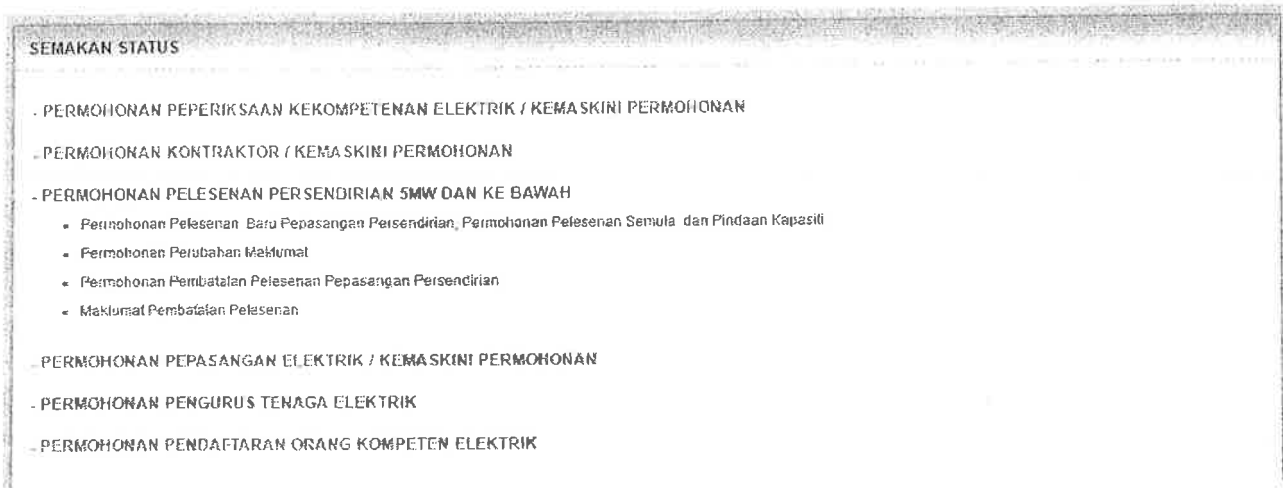 SEMAKAN STATUS
- PERMOHONAN PEPERIKSAAN KEKOMPETENAN ELEKTRIK / KEMASKINI PERMOHONAN
- PERMOHONAN KONTRAKTOR / KEMASKINI PERMOHONAN
- PERMOHONAN PELESENAN PERSENDIRIAN 5MW DAN KE BAWAH
• Permohonan Pelesenan Baru Pepasangan Persendirian, Permohonan Pelesenan Semula dan Pindaan Kapasiti
• Permohonan Perubahan Maklumat
• Permohonan Pembatalan Pelesenan Pepasangan Persendirian
• Maklumat Pembatalan Pelesenan
- PERMOHONAN PEPASANGAN ELEKTRIK / KEMASKINI PERMOHONAN
- PERMOHONAN PENGURUS TENAGA ELEKTRIK
- PERMOHONAN PENDAFTARAN ORANG KOMPETEN ELEKTRIK